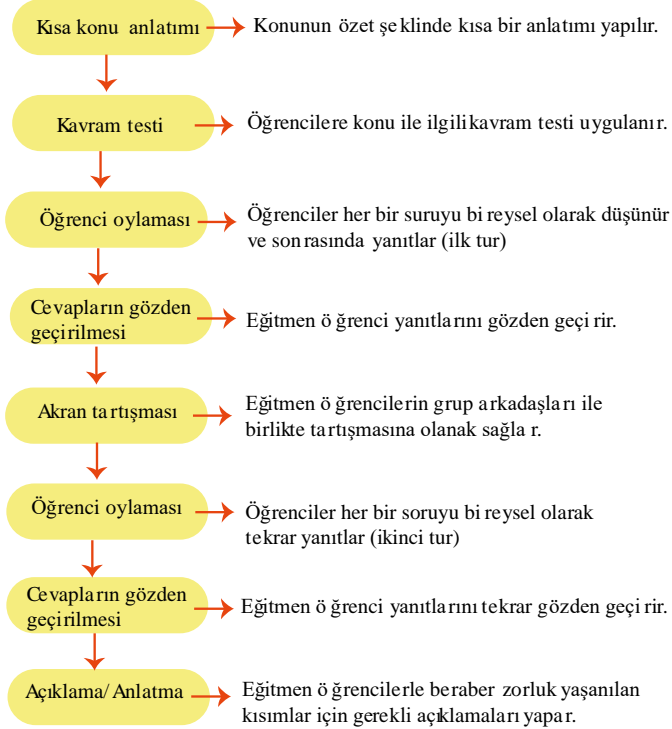 Kısa konu anlatımı
Konunun özet şeklinde kısa bir anlatımı yapılır.
Kavram testi
Öğrencilere konu ile ilgili kavram testi uygulanır.
Öğrenci oylaması
Öğrenciler her bir suruyu bireysel olarak düşünür
ve sonrasında yanıtlar (ilk tur)
Cevapların gözden
geçirilmesi
Eğitmen öğrenci yanıtlarını gözden geçirir.
Akran tartışması
Eğitmen öğrencilerin grup arkadaşları ile
birlikte tartışmasına olanak sağlar.
Öğrenci oylaması
Öğrenciler her bir soruyu bireysel olarak
tekrar yanıtlar (ikinci tur)
Cevapların gözden
geçirilmesi
Eğitmen öğrenci yanıtlarını tekrar gözden geçirir.
Açıklama/Anlatma
Eğitmen öğrencilerle beraber zorluk yaşanılan
kısımlar için gerekli açıklamaları yapar.